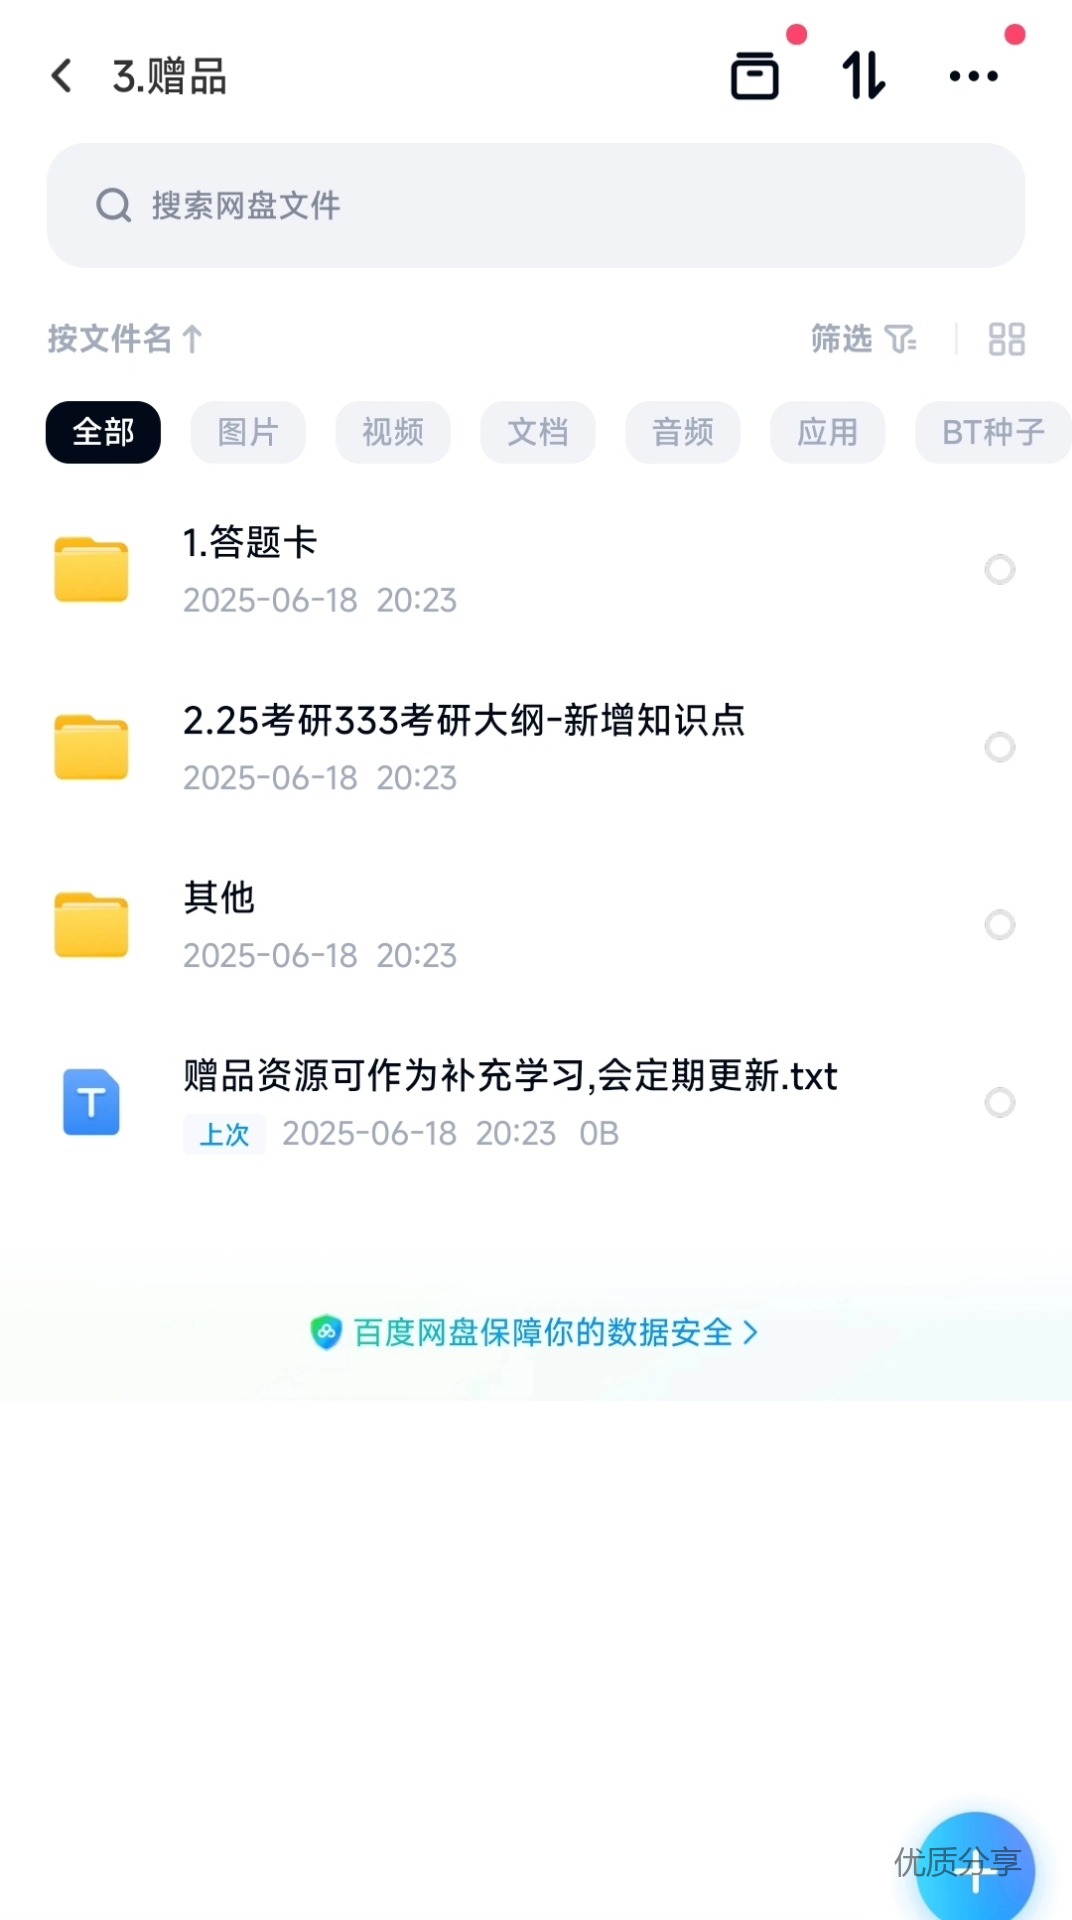 3.赠品
搜索网盘文件
按文件名↑ 筛选
全部 图片 视频 文档 音频 应用 BT种子
1.答题卡
2025-06-18 20:23
2.25考研333考研大纲-新增知识点
2025-06-18 20:23
其他
2025-06-18 20:23
T
赠品资源可作为补充学习,会定期更新.txt
上次 2025-06-18 20:23 0B
百度网盘保障你的数据安全
优质分享